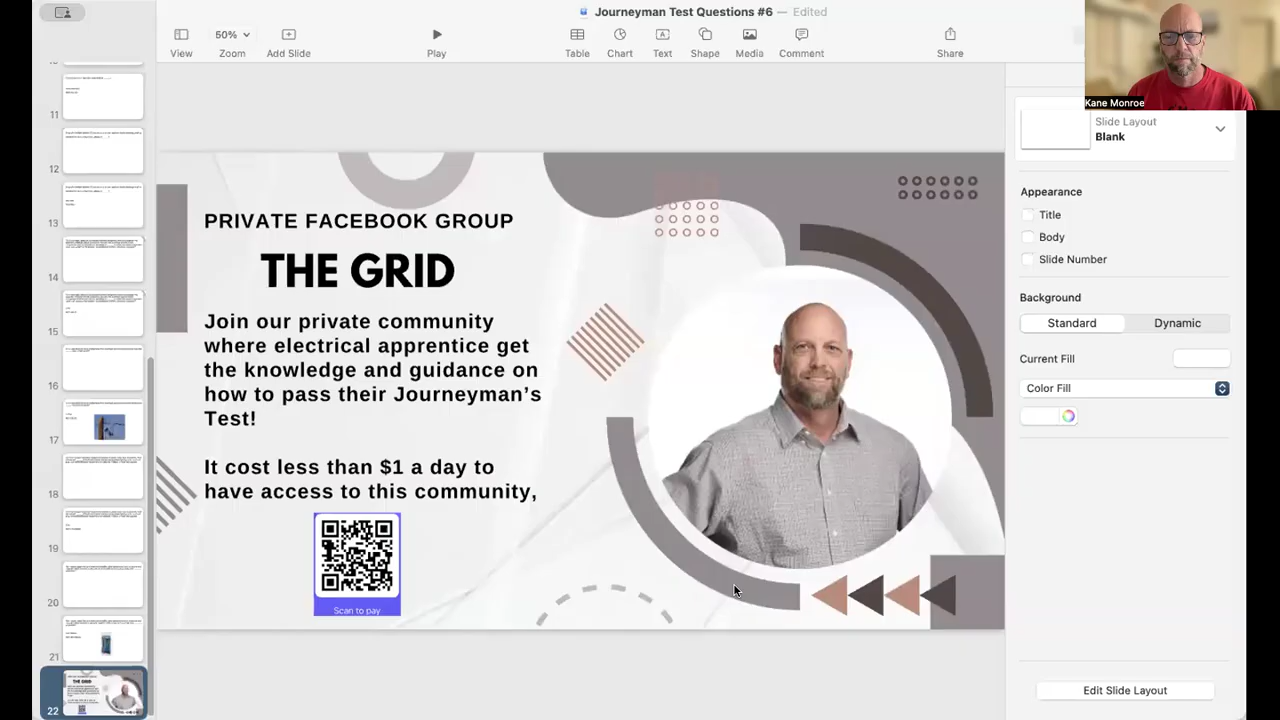 Journeyman Test Questions #6 — Edited
50%
View
Zoom
Add Slide
Play
Table
Chart
Text
Shape
Media
Comment
Share
Kane Monroe
11
12
13
14
15
16
17
18
19
20
21
22
PRIVATE FACEBOOK GROUP
THE GRID
Join our private community
where electrical apprentice get
the knowledge and guidance on
how to pass their Journeyman's
Test!
It cost less than $1 a day to
have access to this community,
Scan to pay
Slide Layout
Blank
Appearance
Title
Body
Slide Number
Background
Standard
Dynamic
Current Fill
Color Fill
Edit Slide Layout